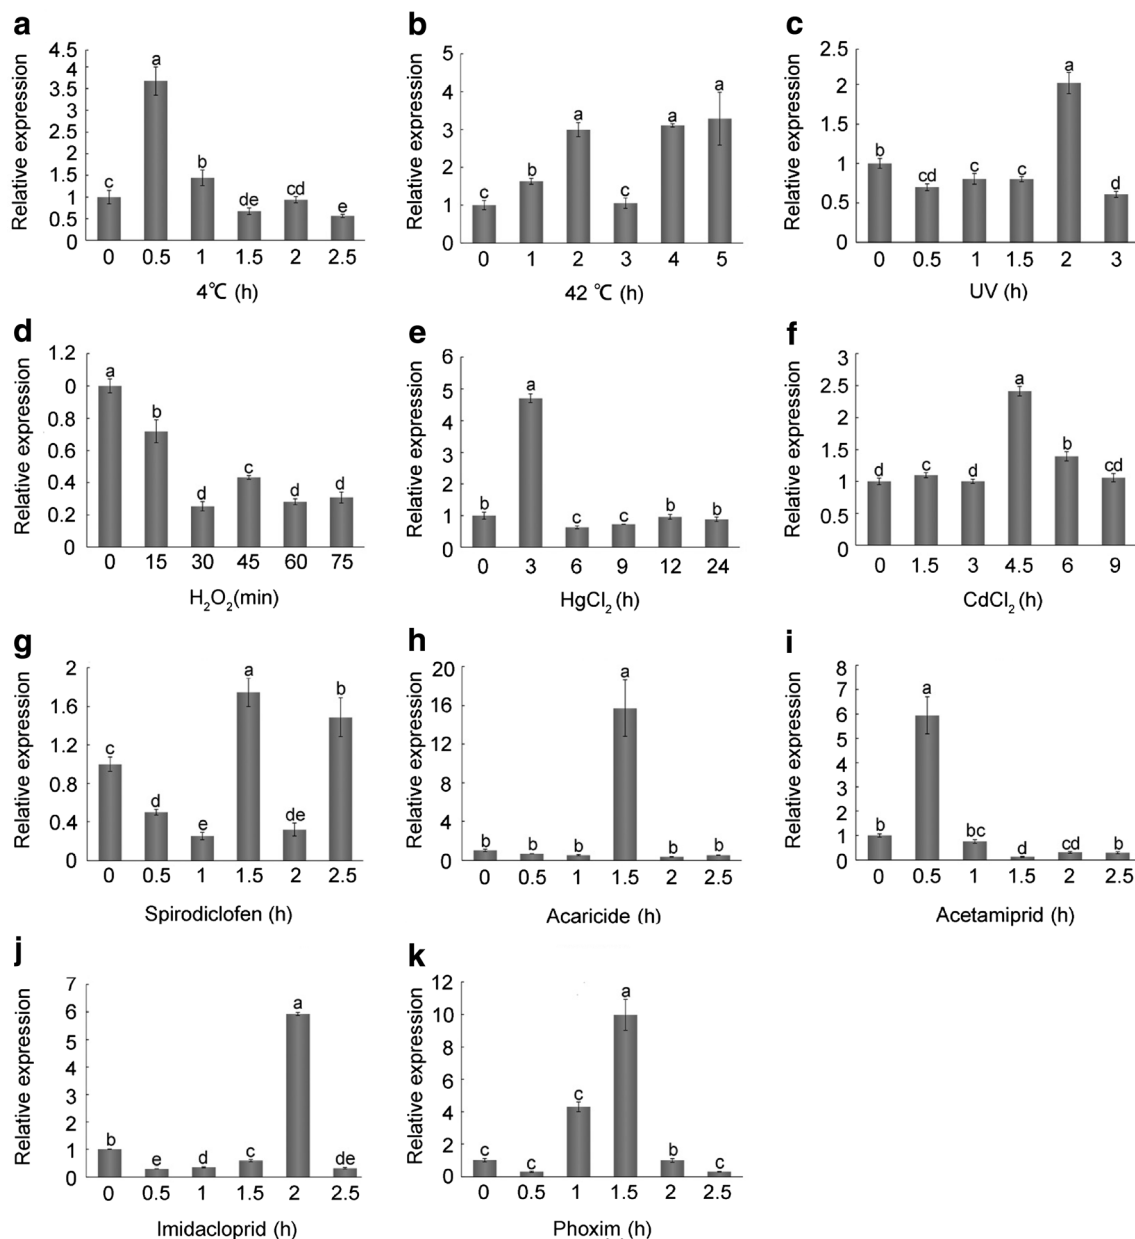 a
Relative expression
4.5
4
3.5
3
2.5
2
1.5
1
0.5
0
c a b de cd e
0 0.5 1 1.5 2 2.5
4℃ (h)
b
Relative expression
5
4
3
2
1
0
c b a c a a
0 1 2 3 4 5
42 ℃ (h)
c
Relative expression
2.5
2
1.5
1
0.5
0
b cd c c a d
0 0.5 1 1.5 2 3
UV (h)
d
Relative expression
1.2
0
0.8
0.6
0.4
0.2
0
a b d c d d
0 15 30 45 60 75
H₂O₂(min)
e
Relative expression
6
5
4
3
2
1
0
b a c c b b
0 3 6 9 12 24
HgCl₂ (h)
f
Relative expression
3
2.5
2
1.5
1
0.5
0
d c d a b cd
0 1.5 3 4.5 6 9
CdCl₂ (h)
g
Relative expression
2
1.6
1.2
0.8
0.4
0
c d e a de b
0 0.5 1 1.5 2 2.5
Spirodiclofen (h)
h
Relative expression
20
16
12
8
4
0
b b b a b b
0 0.5 1 1.5 2 2.5
Acaricide (h)
i
Relative expression
8
7
6
5
4
3
2
1
0
b a bc d cd b
0 0.5 1 1.5 2 2.5
Acetamiprid (h)
j
Relative expression
7
6
5
4
3
2
1
0
b e d c a de
0 0.5 1 1.5 2 2.5
Imidacloprid (h)
k
Relative expression
12
10
8
6
4
2
0
c c c a b c
0 0.5 1 1.5 2 2.5
Phoxim (h)